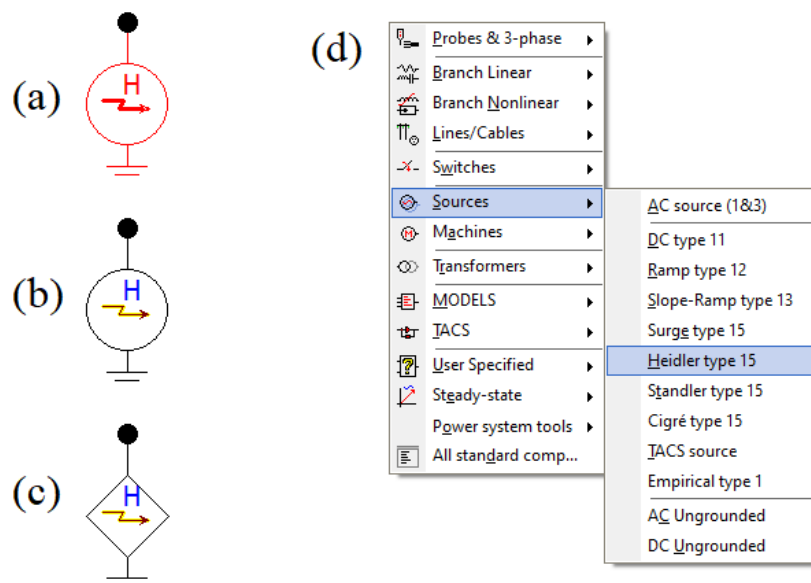 (a)
H
(b)
H
(c)
H
(d)
Probes & 3-phase
Branch Linear
Branch Nonlinear
Lines/Cables
Switches
Sources
Machines
Transformers
MODELS
TACS
User Specified
Steady-state
Power system tools
All standard comp...
AC source (1&3)
DC type 11
Ramp type 12
Slope-Ramp type 13
Surge type 15
Heidler type 15
Standler type 15
Cigré type 15
TACS source
Empirical type 1
AC Ungrounded
DC Ungrounded